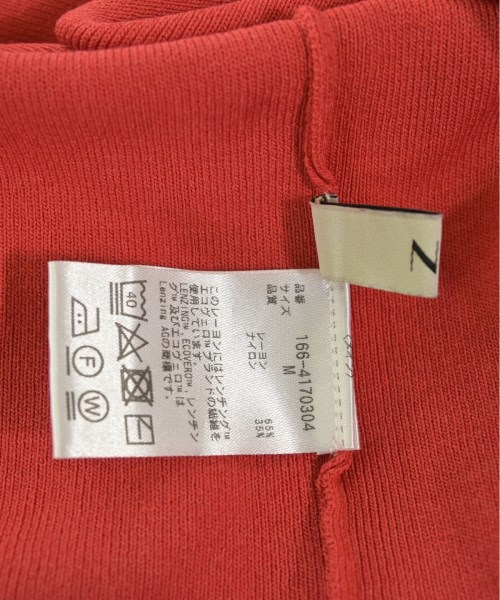 品番 166-4170304
サイズ M
品質
レーヨン 65%
ナイロン 35%
このレーヨンにはレンチング™
エコヴェロ™ブランドの繊維を
使用しています。
LENZING™, ECOVERO™, レンチン
グ™ 及びエコヴェロ™ は
Lenzing AGの商標です。
40
F
W
Z